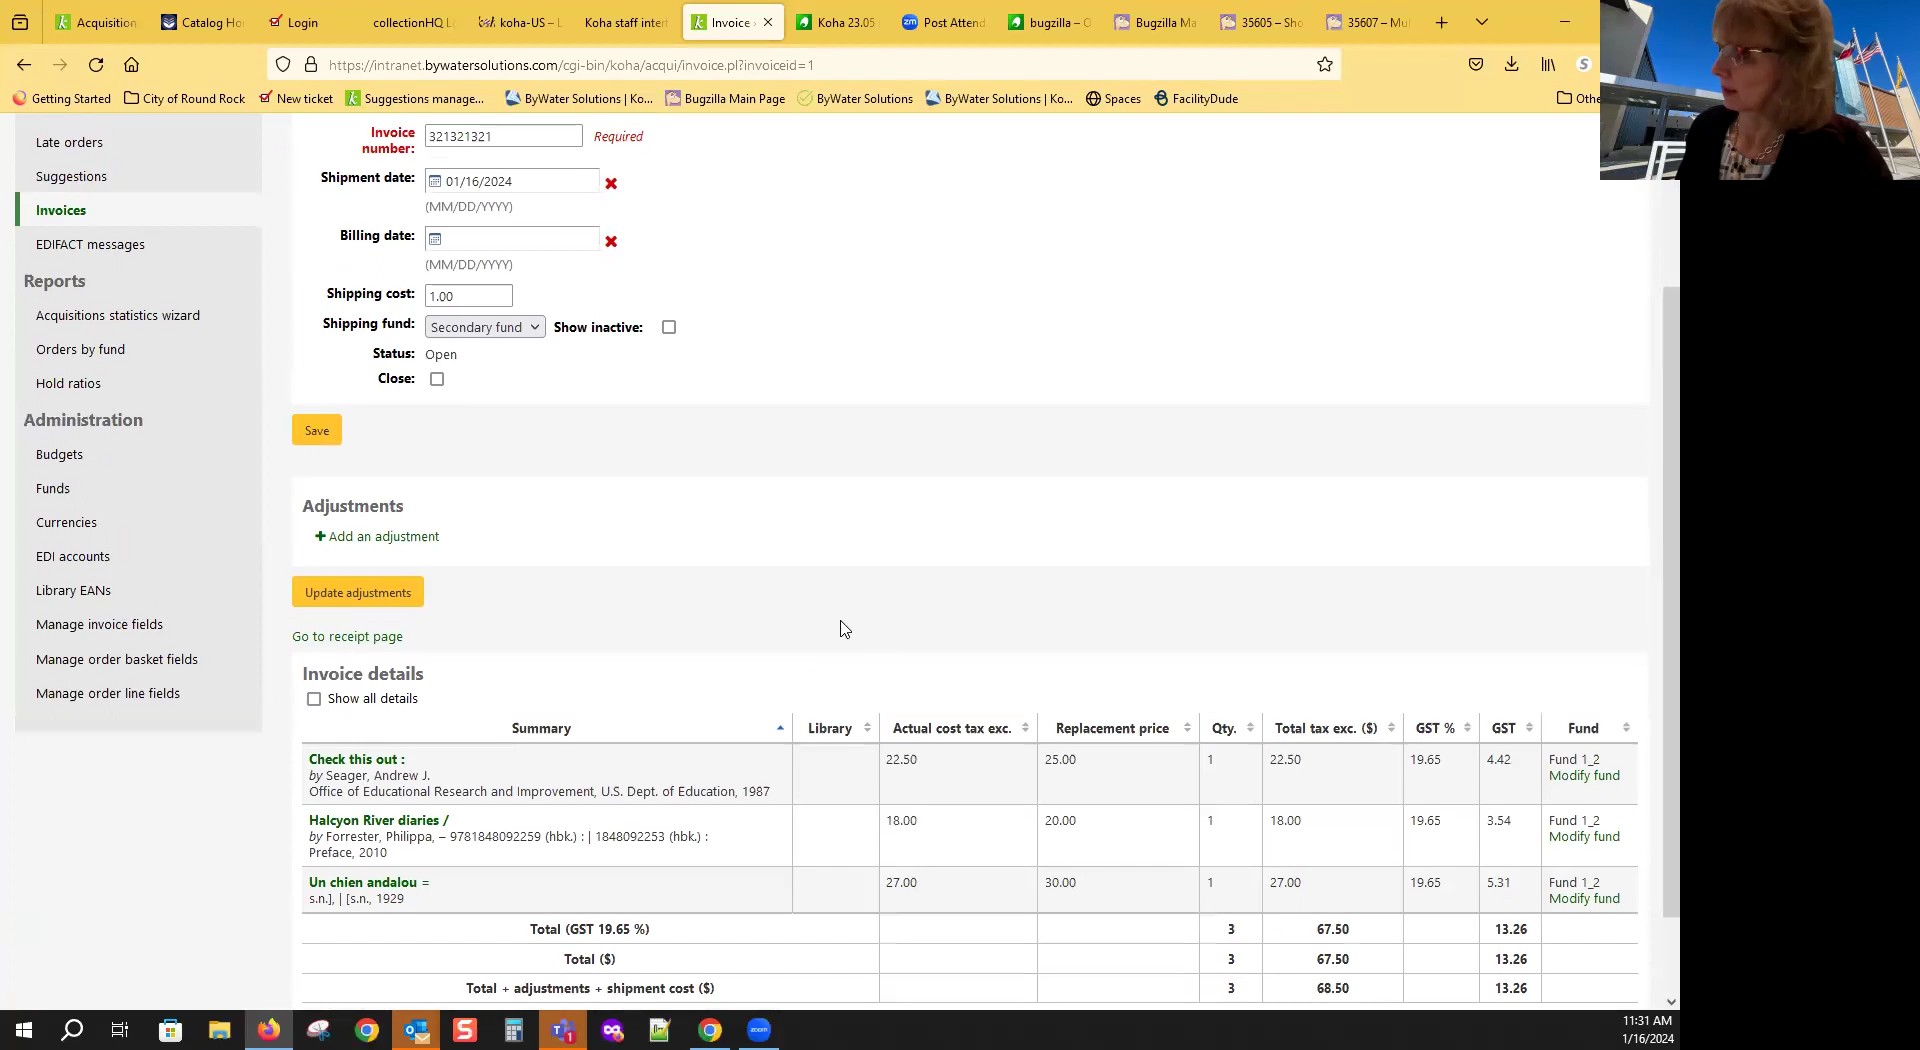 Acquisition
Catalog Ho
Login
collectionHQ L
koha-US – L
Koha staff inter
Invoice
Koha 23.05
Post Attend
bugzilla – C
Bugzilla Ma
35605 – Sho
35607 – Mul
https://intranet.bywatersolutions.com/cgi-bin/koha/acqui/invoice.pl?invoiceid=1
Getting Started
City of Round Rock
New ticket
Suggestions manage...
ByWater Solutions | Ko...
Bugzilla Main Page
ByWater Solutions
ByWater Solutions | Ko...
Spaces
FacilityDude
Othe
Late orders
Suggestions
Invoices
EDIFACT messages
Reports
Acquisitions statistics wizard
Orders by fund
Hold ratios
Administration
Budgets
Funds
Currencies
EDI accounts
Library EANs
Manage invoice fields
Manage order basket fields
Manage order line fields
Invoice number: 321321321 Required
Shipment date: 01/16/2024
(MM/DD/YYYY)
Billing date:
(MM/DD/YYYY)
Shipping cost: 1.00
Shipping fund: Secondary fund Show inactive:
Status: Open
Close:
Save
Adjustments
Add an adjustment
Update adjustments
Go to receipt page
Invoice details
Show all details
Summary Library Actual cost tax exc. Replacement price Qty. Total tax exc. ($) GST % GST Fund
Check this out : 22.50 25.00 1 22.50 19.65 4.42 Fund 1_2
by Seager, Andrew J. Modify fund
Office of Educational Research and Improvement, U.S. Dept. of Education, 1987
Halcyon River diaries / 18.00 20.00 1 18.00 19.65 3.54 Fund 1_2
by Forrester, Philippa, – 9781848092259 (hbk.) : | 1848092253 (hbk.) : Modify fund
Preface, 2010
Un chien andalou = 27.00 30.00 1 27.00 19.65 5.31 Fund 1_2
s.n.], | [s.n., 1929 Modify fund
Total (GST 19.65 %) 3 67.50 13.26
Total ($) 3 67.50 13.26
Total + adjustments + shipment cost ($) 3 68.50 13.26
11:31 AM
1/16/2024